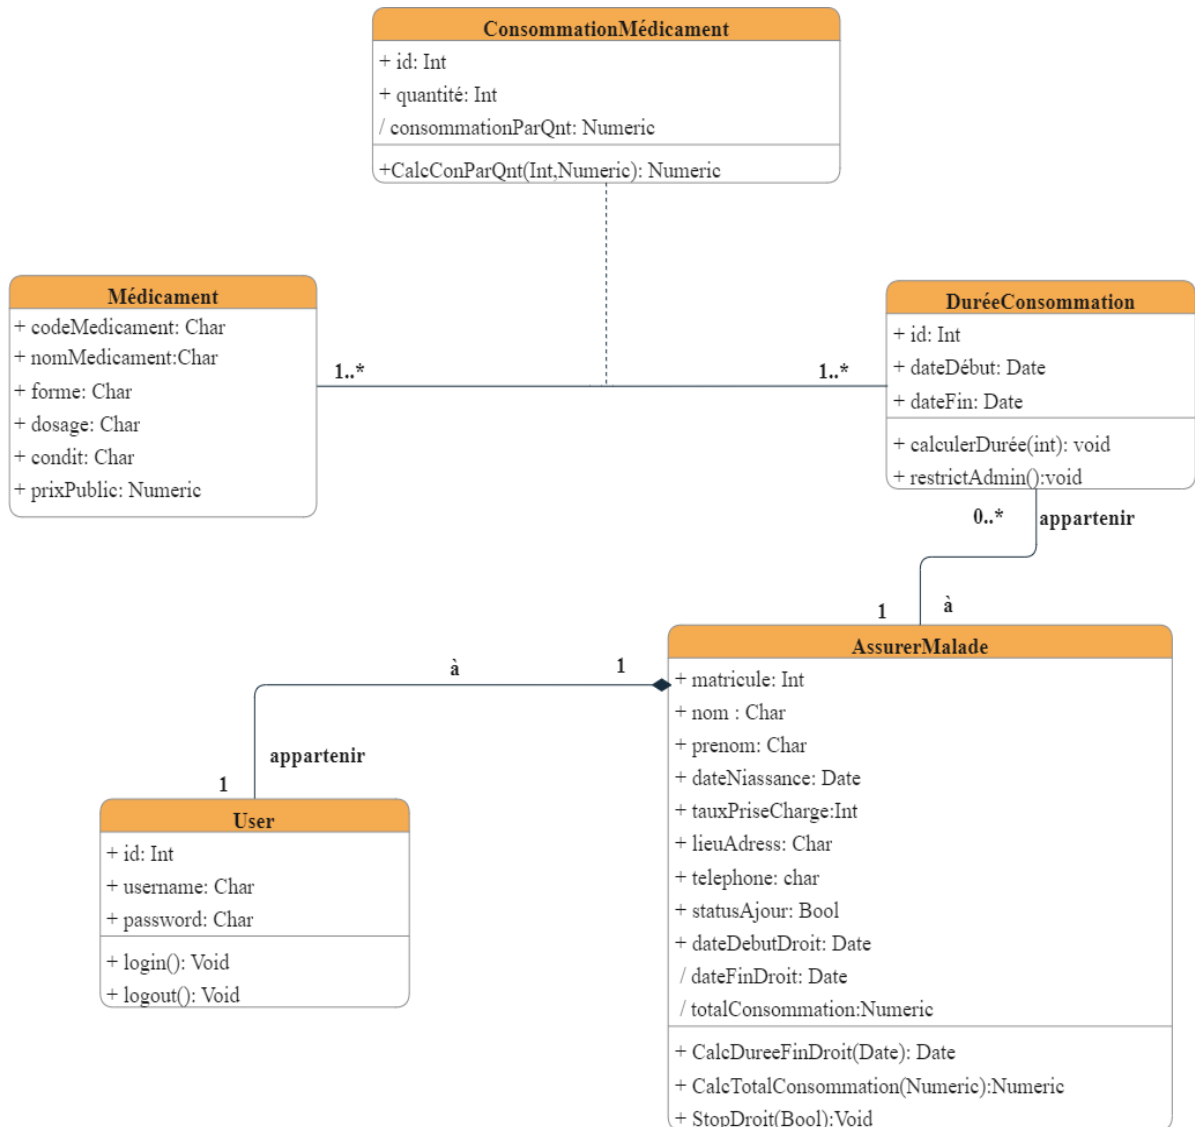 ConsommationMédicament
+ id: Int
+ quantité: Int
/ consommationParQnt: Numeric
+CalcConParQnt(Int,Numeric): Numeric
Médicament
+ codeMedicament: Char
+ nomMedicament:Char
+ forme: Char
+ dosage: Char
+ condit: Char
+ prixPublic: Numeric
1..*
1..*
DuréeConsommation
+ id: Int
+ dateDébut: Date
+ dateFin: Date
+ calculerDurée(int): void
+ restrictAdmin():void
0..*
appartenir
1
à
à
1
appartenir
1
User
+ id: Int
+ username: Char
+ password: Char
+ login(): Void
+ logout(): Void
AssurerMalade
+ matricule: Int
+ nom : Char
+ prenom: Char
+ dateNiassance: Date
+ tauxPriseCharge:Int
+ lieuAdress: Char
+ telephone: char
+ statusAjour: Bool
+ dateDebutDroit: Date
/ dateFinDroit: Date
/ totalConsommation:Numeric
+ CalcDureeFinDroit(Date): Date
+ CalcTotalConsommation(Numeric):Numeric
+ StopDroit(Bool):Void